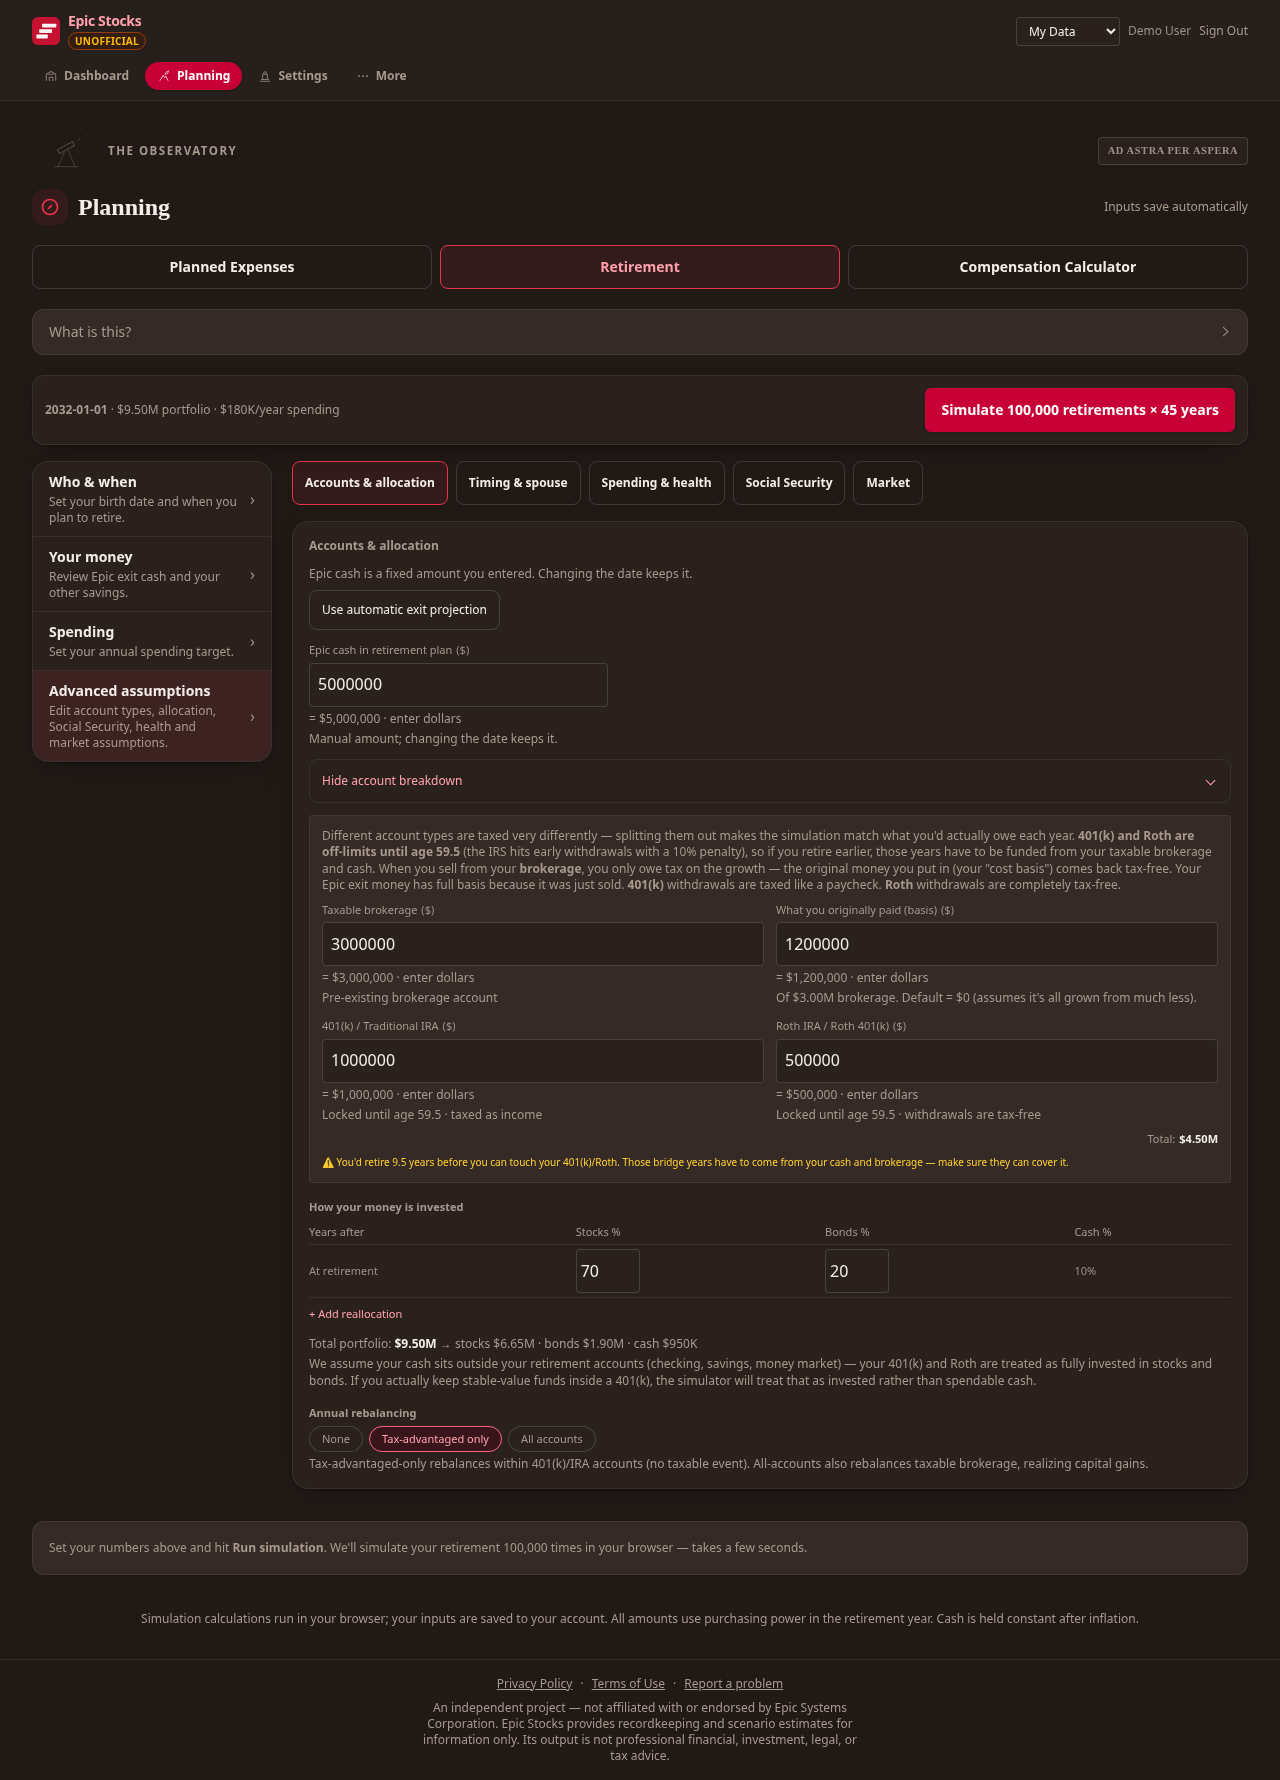 Epic Stocks
UNOFFICIAL
My Data
Demo User
Sign Out
Dashboard
Planning
Settings
More
THE OBSERVATORY
AD ASTRA PER ASPERA
Planning
Inputs save automatically
Planned Expenses
Retirement
Compensation Calculator
What is this?
2032-01-01 · $9.50M portfolio · $180K/year spending
Simulate 100,000 retirements × 45 years
Who & when
Set your birth date and when you
plan to retire.
Your money
Review Epic exit cash and your
other savings.
Spending
Set your annual spending target.
Advanced assumptions
Edit account types, allocation,
Social Security, health and
market assumptions.
Accounts & allocation
Timing & spouse
Spending & health
Social Security
Market
Accounts & allocation
Epic cash is a fixed amount you entered. Changing the date keeps it.
Use automatic exit projection
Epic cash in retirement plan ($)
5000000
= $5,000,000 · enter dollars
Manual amount; changing the date keeps it.
Hide account breakdown
Different account types are taxed very differently — splitting them out makes the simulation match what you'd actually owe each year. 401(k) and Roth are
off-limits until age 59.5 (the IRS hits early withdrawals with a 10% penalty), so if you retire earlier, those years have to be funded from your taxable brokerage
and cash. When you sell from your brokerage, you only owe tax on the growth — the original money you put in (your "cost basis") comes back tax-free. Your
Epic exit money has full basis because it was just sold. 401(k) withdrawals are taxed like a paycheck. Roth withdrawals are completely tax-free.
Taxable brokerage ($)
What you originally paid (basis) ($)
3000000
1200000
= $3,000,000 · enter dollars
= $1,200,000 · enter dollars
Pre-existing brokerage account
Of $3.00M brokerage. Default = $0 (assumes it's all grown from much less).
401(k) / Traditional IRA ($)
Roth IRA / Roth 401(k) ($)
1000000
500000
= $1,000,000 · enter dollars
= $500,000 · enter dollars
Locked until age 59.5 · taxed as income
Locked until age 59.5 · withdrawals are tax-free
Total: $4.50M
⚠️ You'd retire 9.5 years before you can touch your 401(k)/Roth. Those bridge years have to come from your cash and brokerage — make sure they can cover it.
How your money is invested
Years after
Stocks %
Bonds %
Cash %
At retirement
70
20
10%
+ Add reallocation
Total portfolio: $9.50M → stocks $6.65M · bonds $1.90M · cash $950K
We assume your cash sits outside your retirement accounts (checking, savings, money market) — your 401(k) and Roth are treated as fully invested in stocks and
bonds. If you actually keep stable-value funds inside a 401(k), the simulator will treat that as invested rather than spendable cash.
Annual rebalancing
None
Tax-advantaged only
All accounts
Tax-advantaged-only rebalances within 401(k)/IRA accounts (no taxable event). All-accounts also rebalances taxable brokerage, realizing capital gains.
Set your numbers above and hit Run simulation. We'll simulate your retirement 100,000 times in your browser — takes a few seconds.
Simulation calculations run in your browser; your inputs are saved to your account. All amounts use purchasing power in the retirement year. Cash is held constant after inflation.
Privacy Policy · Terms of Use · Report a problem
An independent project — not affiliated with or endorsed by Epic Systems
Corporation. Epic Stocks provides recordkeeping and scenario estimates for
information only. Its output is not professional financial, investment, legal, or
tax advice.